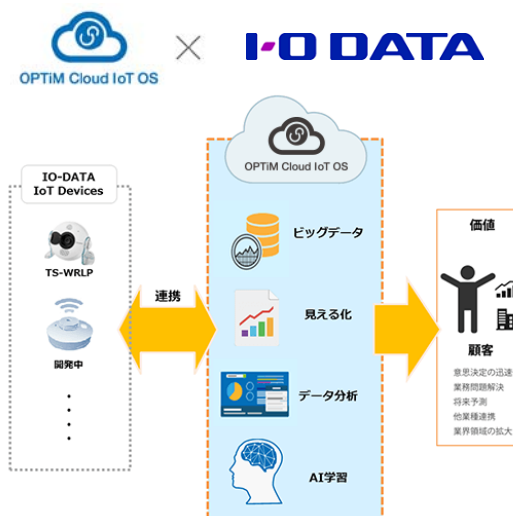 OPTiM Cloud IoT OS
I-O DATA
OPTiM Cloud IoT OS
IO-DATA
IoT Devices
TS-WRLP
開発中
連携
ビッグデータ
見える化
データ分析
AI学習
価値
顧客
意思決定の迅速
業務問題解決
将来予測
他業種連携
業界領域の拡大